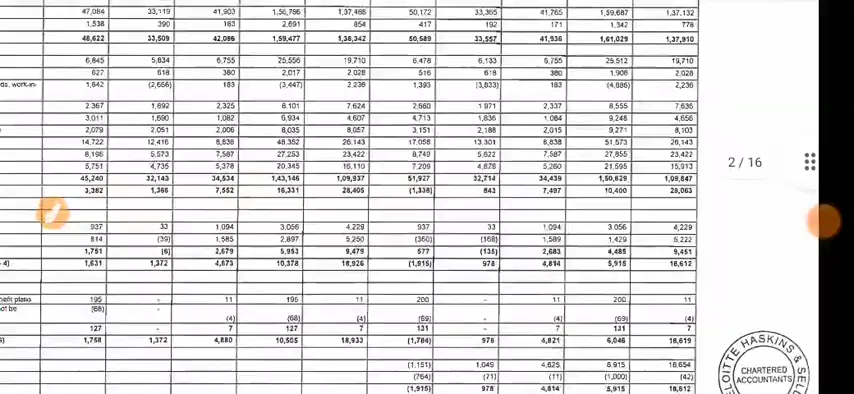 47,084 33,119 41,903 1,56,786 1,37,488 50,172 33,365 41,765 1,59,687 1,37,132
1,538 390 183 2,691 854 417 192 171 1,342 778
48,622 33,509 42,086 1,59,477 1,38,342 50,589 33,557 41,936 1,61,029 1,37,910
6,845 5,834 6,755 25,556 19,710 6,478 6,133 6,755 25,512 19,710
627 618 380 2,017 2,028 516 618 380 1,906 2,028
ds, work-in- 1,842 (2,666) 183 (3,447) 2,236 1,393 (3,833) 183 (4,886) 2,236
2,367 1,692 2,325 8,101 7,624 2,660 1,971 2,337 8,555 7,636
3,011 1,690 1,082 6,934 4,607 4,713 1,836 1,064 9,248 4,656
2,079 2,051 2,006 8,035 8,057 3,151 2,188 2,015 9,271 8,103
14,722 12,416 8,838 48,352 26,143 17,058 13,301 8,838 51,573 26,143
8,196 5,573 7,587 27,253 23,422 8,749 5,622 7,587 27,855 23,422
5,751 4,735 5,378 20,345 16,110 7,209 4,878 5,260 21,595 15,913
45,240 32,143 34,534 1,43,146 1,09,937 51,927 32,714 34,439 1,50,629 1,09,847
3,382 1,366 7,552 16,331 28,405 (1,338) 843 7,497 10,400 28,063
2 / 16
937 33 1,094 3,056 4,229 937 33 1,094 3,056 4,229
814 (39) 1,585 2,897 5,250 (360) (168) 1,589 1,429 5,222
1,751 (6) 2,679 5,953 9,479 577 (135) 2,683 4,485 9,451
- 4) 1,631 1,372 4,873 10,378 18,926 (1,915) 978 4,814 5,915 18,612
nefit plans 195 - 11 195 11 200 - 11 200 11
ot be (68) - (4) (68) (4) (69) - (4) (69) (4)
127 - 7 127 7 131 - 7 131 7
1,758 1,372 4,880 10,505 18,933 (1,784) 978 4,821 6,046 18,619
(1,151) 1,049 4,825 6,915 18,654
(764) (71) (11) (1,000) (42)
(1,915) 978 4,814 5,915 18,612
HASKINS & SEL
CHARTERED
ACCOUNTANTS